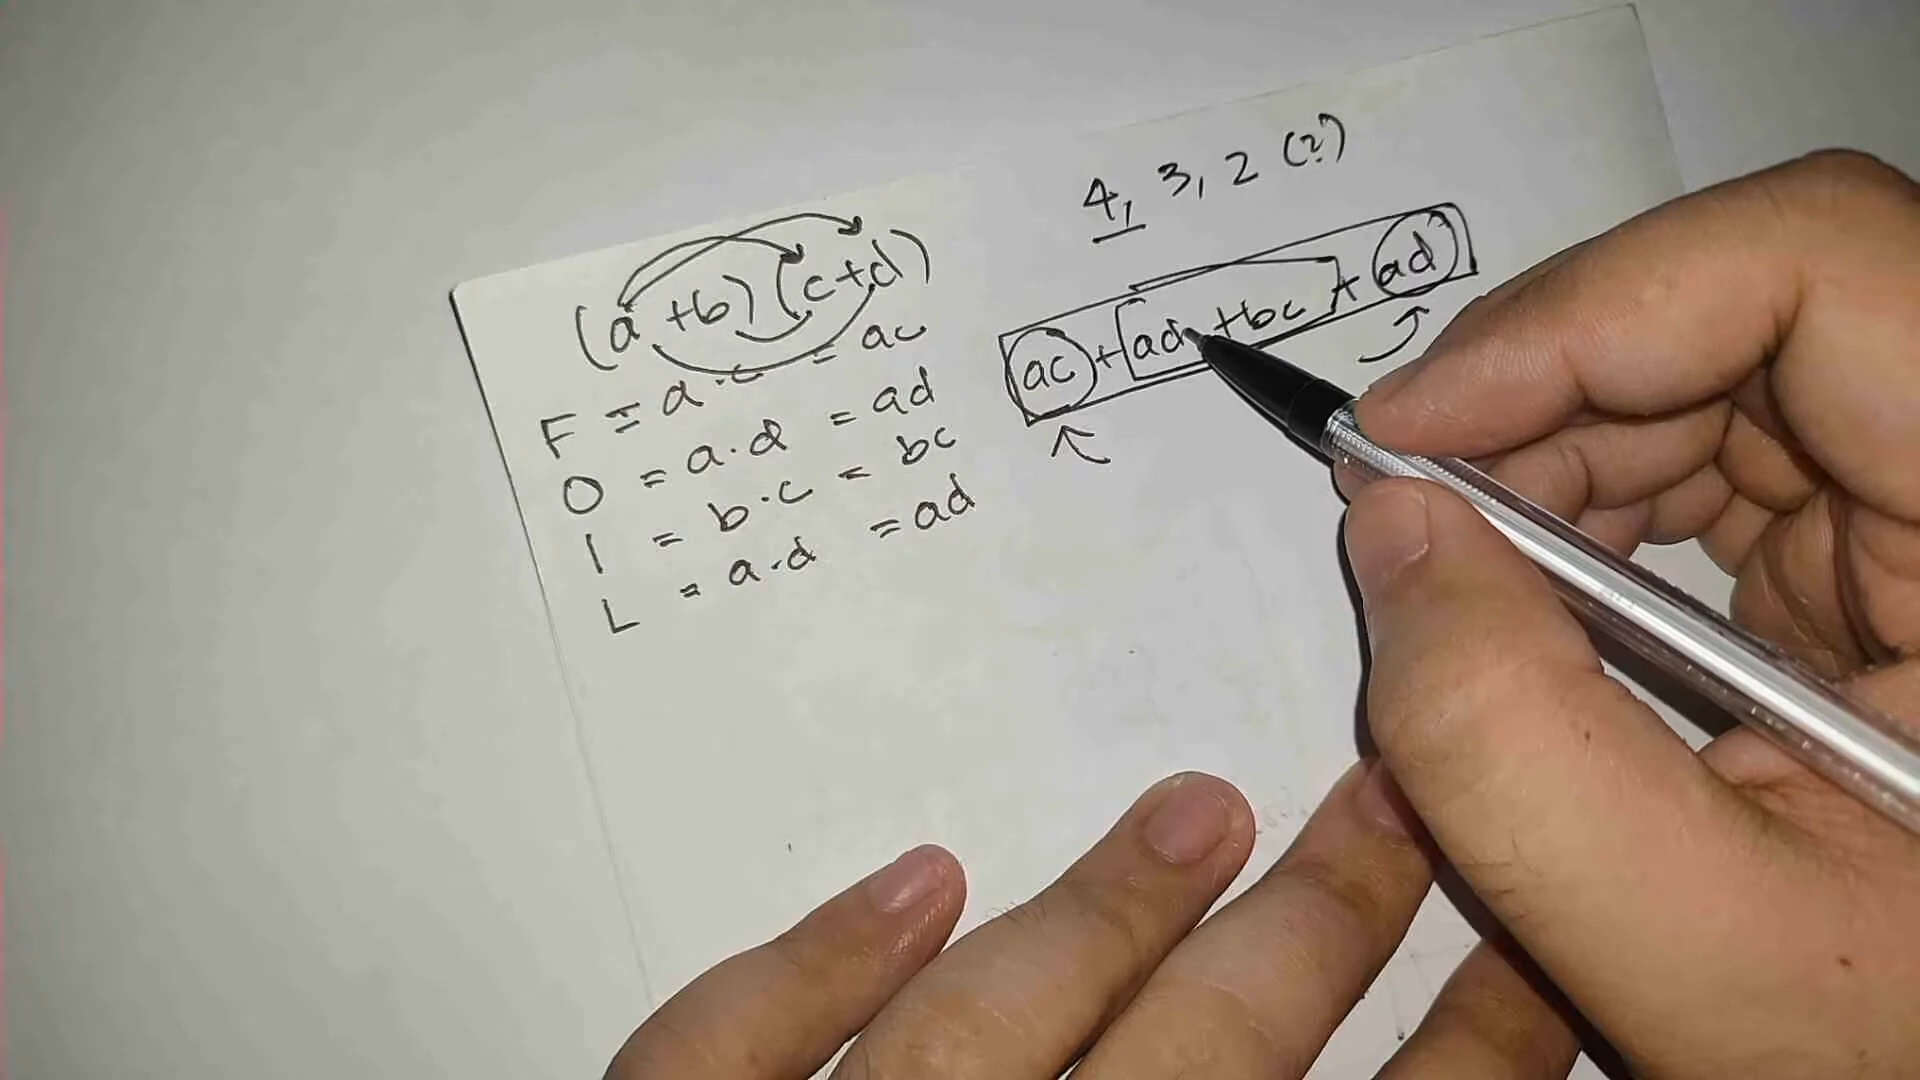 (a+b)(c+d)
F = a·c = ac
O = a·d = ad
I = b·c = bc
L = a·d = ad
4, 3, 2 (?)
ac + ad + bc + ad